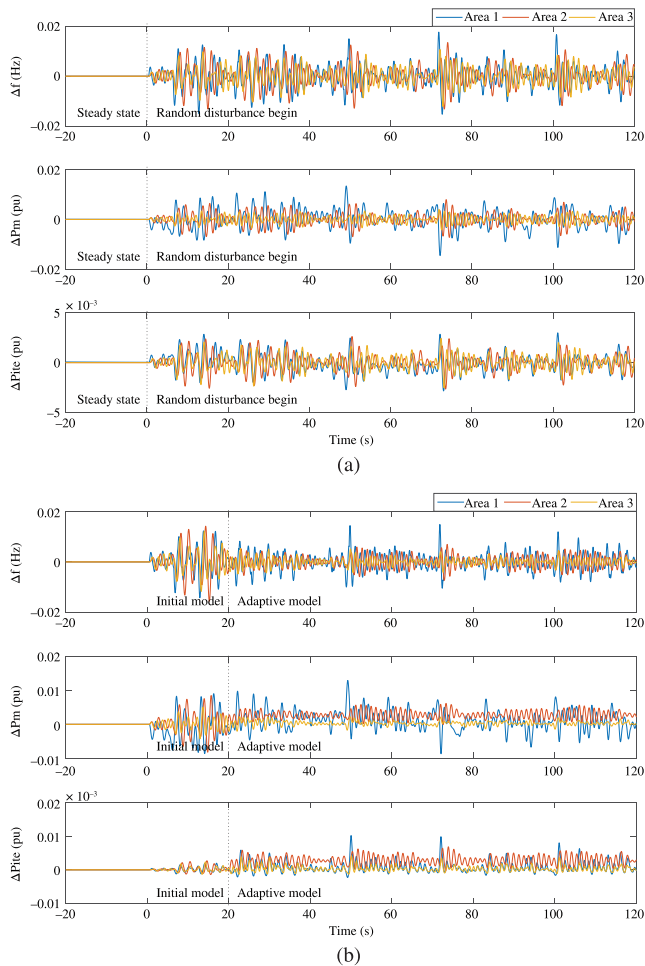 Area 1 Area 2 Area 3
0.02
0
–0.02
Δf (Hz)
Steady state Random disturbance begin
–20 0 20 40 60 80 100 120
0.02
0
–0.02
ΔPm (pu)
Steady state Random disturbance begin
–20 0 20 40 60 80 100 120
× 10⁻³
5
0
–5
ΔPite (pu)
Steady state Random disturbance begin
–20 0 20 40 60 80 100 120
Time (s)
(a)
Area 1 Area 2 Area 3
0.02
0
–0.02
Δf (Hz)
Initial model Adaptive model
–20 0 20 40 60 80 100 120
0.02
0.01
0
–0.01
ΔPm (pu)
Initial model Adaptive model
–20 0 20 40 60 80 100 120
× 10⁻³
0.02
0.01
0
–0.01
ΔPite (pu)
Initial model Adaptive model
–20 0 20 40 60 80 100 120
Time (s)
(b)